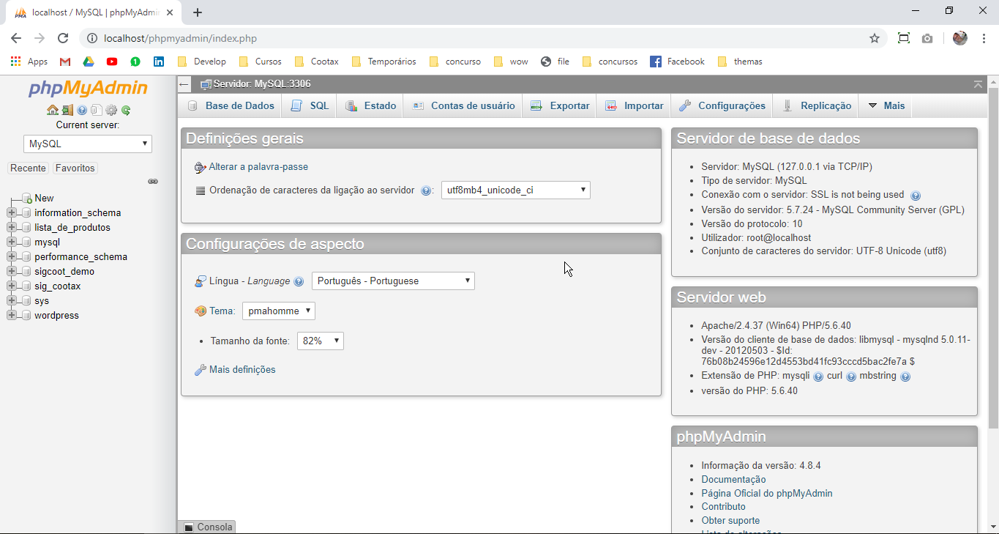 localhost / MySQL | phpMyAdmin
localhost/phpmyadmin/index.php
Apps Develop Cursos Cootax Temporários concurso wow file concursos Facebook themas
phpMyAdmin
Current server:
MySQL
Recente Favoritos
New
information_schema
lista_de_produtos
mysql
performance_schema
sigcoot_demo
sig_cootax
sys
wordpress
Servidor: MySQL:3306
Base de Dados SQL Estado Contas de usuário Exportar Importar Configurações Replicação Mais
Definições gerais
Alterar a palavra-passe
Ordenação de caracteres da ligação ao servidor : utf8mb4_unicode_ci
Configurações de aspecto
Língua - Language Português - Portuguese
Tema: pmahomme
Tamanho da fonte: 82%
Mais definições
Servidor de base de dados
Servidor: MySQL (127.0.0.1 via TCP/IP)
Tipo de servidor: MySQL
Conexão com o servidor: SSL is not being used
Versão do servidor: 5.7.24 - MySQL Community Server (GPL)
Versão do protocolo: 10
Utilizador: root@localhost
Conjunto de caracteres do servidor: UTF-8 Unicode (utf8)
Servidor web
Apache/2.4.37 (Win64) PHP/5.6.40
Versão do cliente de base de dados: libmysql - mysqlnd 5.0.11-
dev - 20120503 - $Id:
76b08b24596e12d4553bd41fc93cccd5bac2fe7a $
Extensão de PHP: mysqli curl mbstring
versão do PHP: 5.6.40
phpMyAdmin
Informação da versão: 4.8.4
Documentação
Página Oficial do phpMyAdmin
Contributo
Obter suporte
Consola